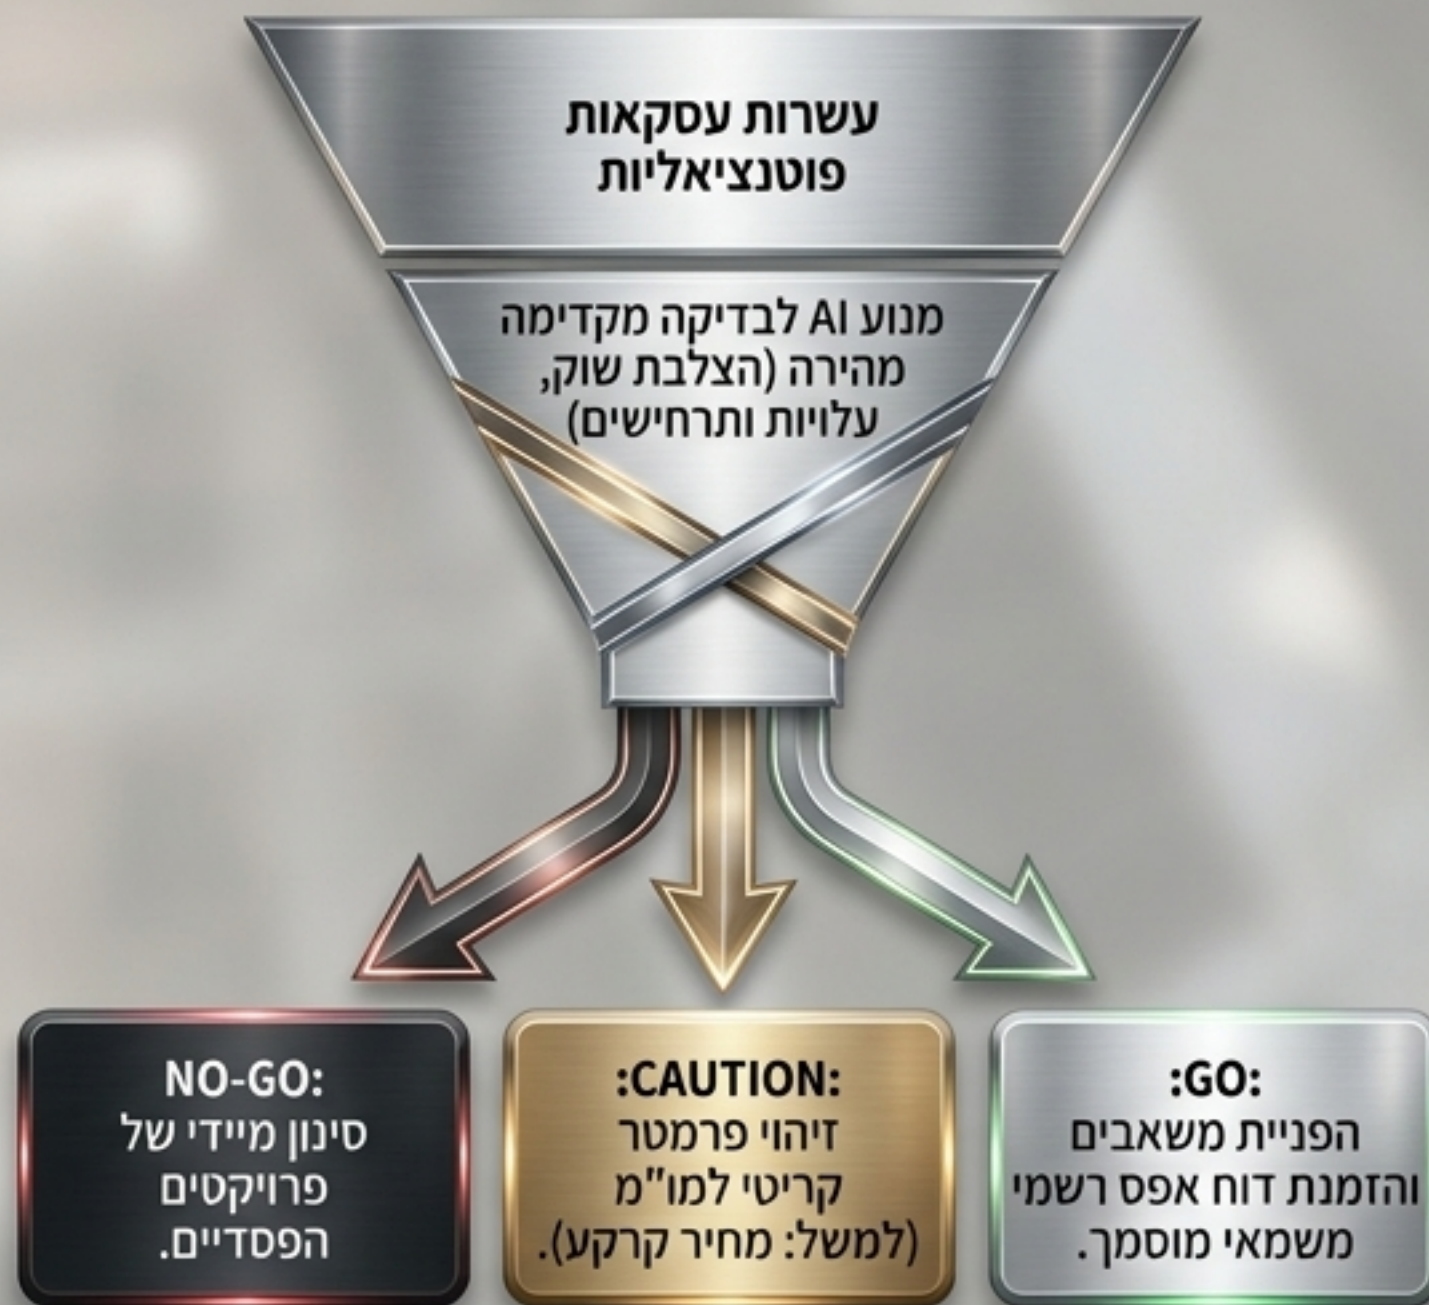 עשרות עסקאות
פוטנציאליות
מנוע AI לבדיקה מקדימה
מהירה (הצלבת שוק,
עלויות ותרחישים)
:GO:
הפניית משאבים
והזמנת דוח אפס רשמי
משמאי מוסמך.
:CAUTION:
זיהוי פרמטר
קריטי למו"מ
(למשל: מחיר קרקע).
NO-GO:
סינון מיידי של
פרויקטים
הפסדיים.